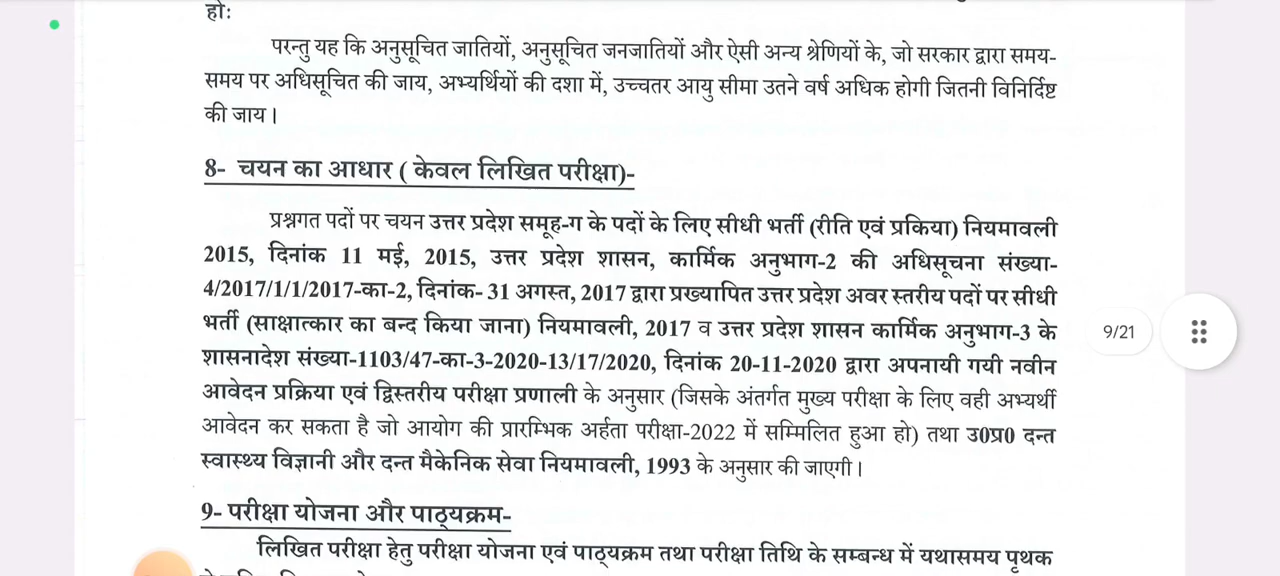 हो:
परन्तु यह कि अनुसूचित जातियों, अनुसूचित जनजातियों और ऐसी अन्य श्रेणियों के, जो सरकार द्वारा समय-
समय पर अधिसूचित की जाय, अभ्यर्थियों की दशा में, उच्चतर आयु सीमा उतने वर्ष अधिक होगी जितनी विनिर्दिष्ट
की जाय।
8- चयन का आधार ( केवल लिखित परीक्षा)-
प्रश्नगत पदों पर चयन उत्तर प्रदेश समूह-ग के पदों के लिए सीधी भर्ती (रीति एवं प्रकिया) नियमावली
2015, दिनांक 11 मई, 2015, उत्तर प्रदेश शासन, कार्मिक अनुभाग-2 की अधिसूचना संख्या-
4/2017/1/1/2017-का-2, दिनांक- 31 अगस्त, 2017 द्वारा प्रख्यापित उत्तर प्रदेश अवर स्तरीय पदों पर सीधी
भर्ती (साक्षात्कार का बन्द किया जाना) नियमावली, 2017 व उत्तर प्रदेश शासन कार्मिक अनुभाग-3 के
शासनादेश संख्या-1103/47-का-3-2020-13/17/2020, दिनांक 20-11-2020 द्वारा अपनायी गयी नवीन
9/21
आवेदन प्रक्रिया एवं द्विस्तरीय परीक्षा प्रणाली के अनुसार (जिसके अंतर्गत मुख्य परीक्षा के लिए वही अभ्यर्थी
आवेदन कर सकता है जो आयोग की प्रारम्भिक अर्हता परीक्षा-2022 में सम्मिलित हुआ हो) तथा उ0प्र0 दन्त
स्वास्थ्य विज्ञानी और दन्त मैकेनिक सेवा नियमावली, 1993 के अनुसार की जाएगी।
9- परीक्षा योजना और पाठ्यक्रम-
लिखित परीक्षा हेतु परीक्षा योजना एवं पाठ्यक्रम तथा परीक्षा तिथि के सम्बन्ध में यथासमय पृथक